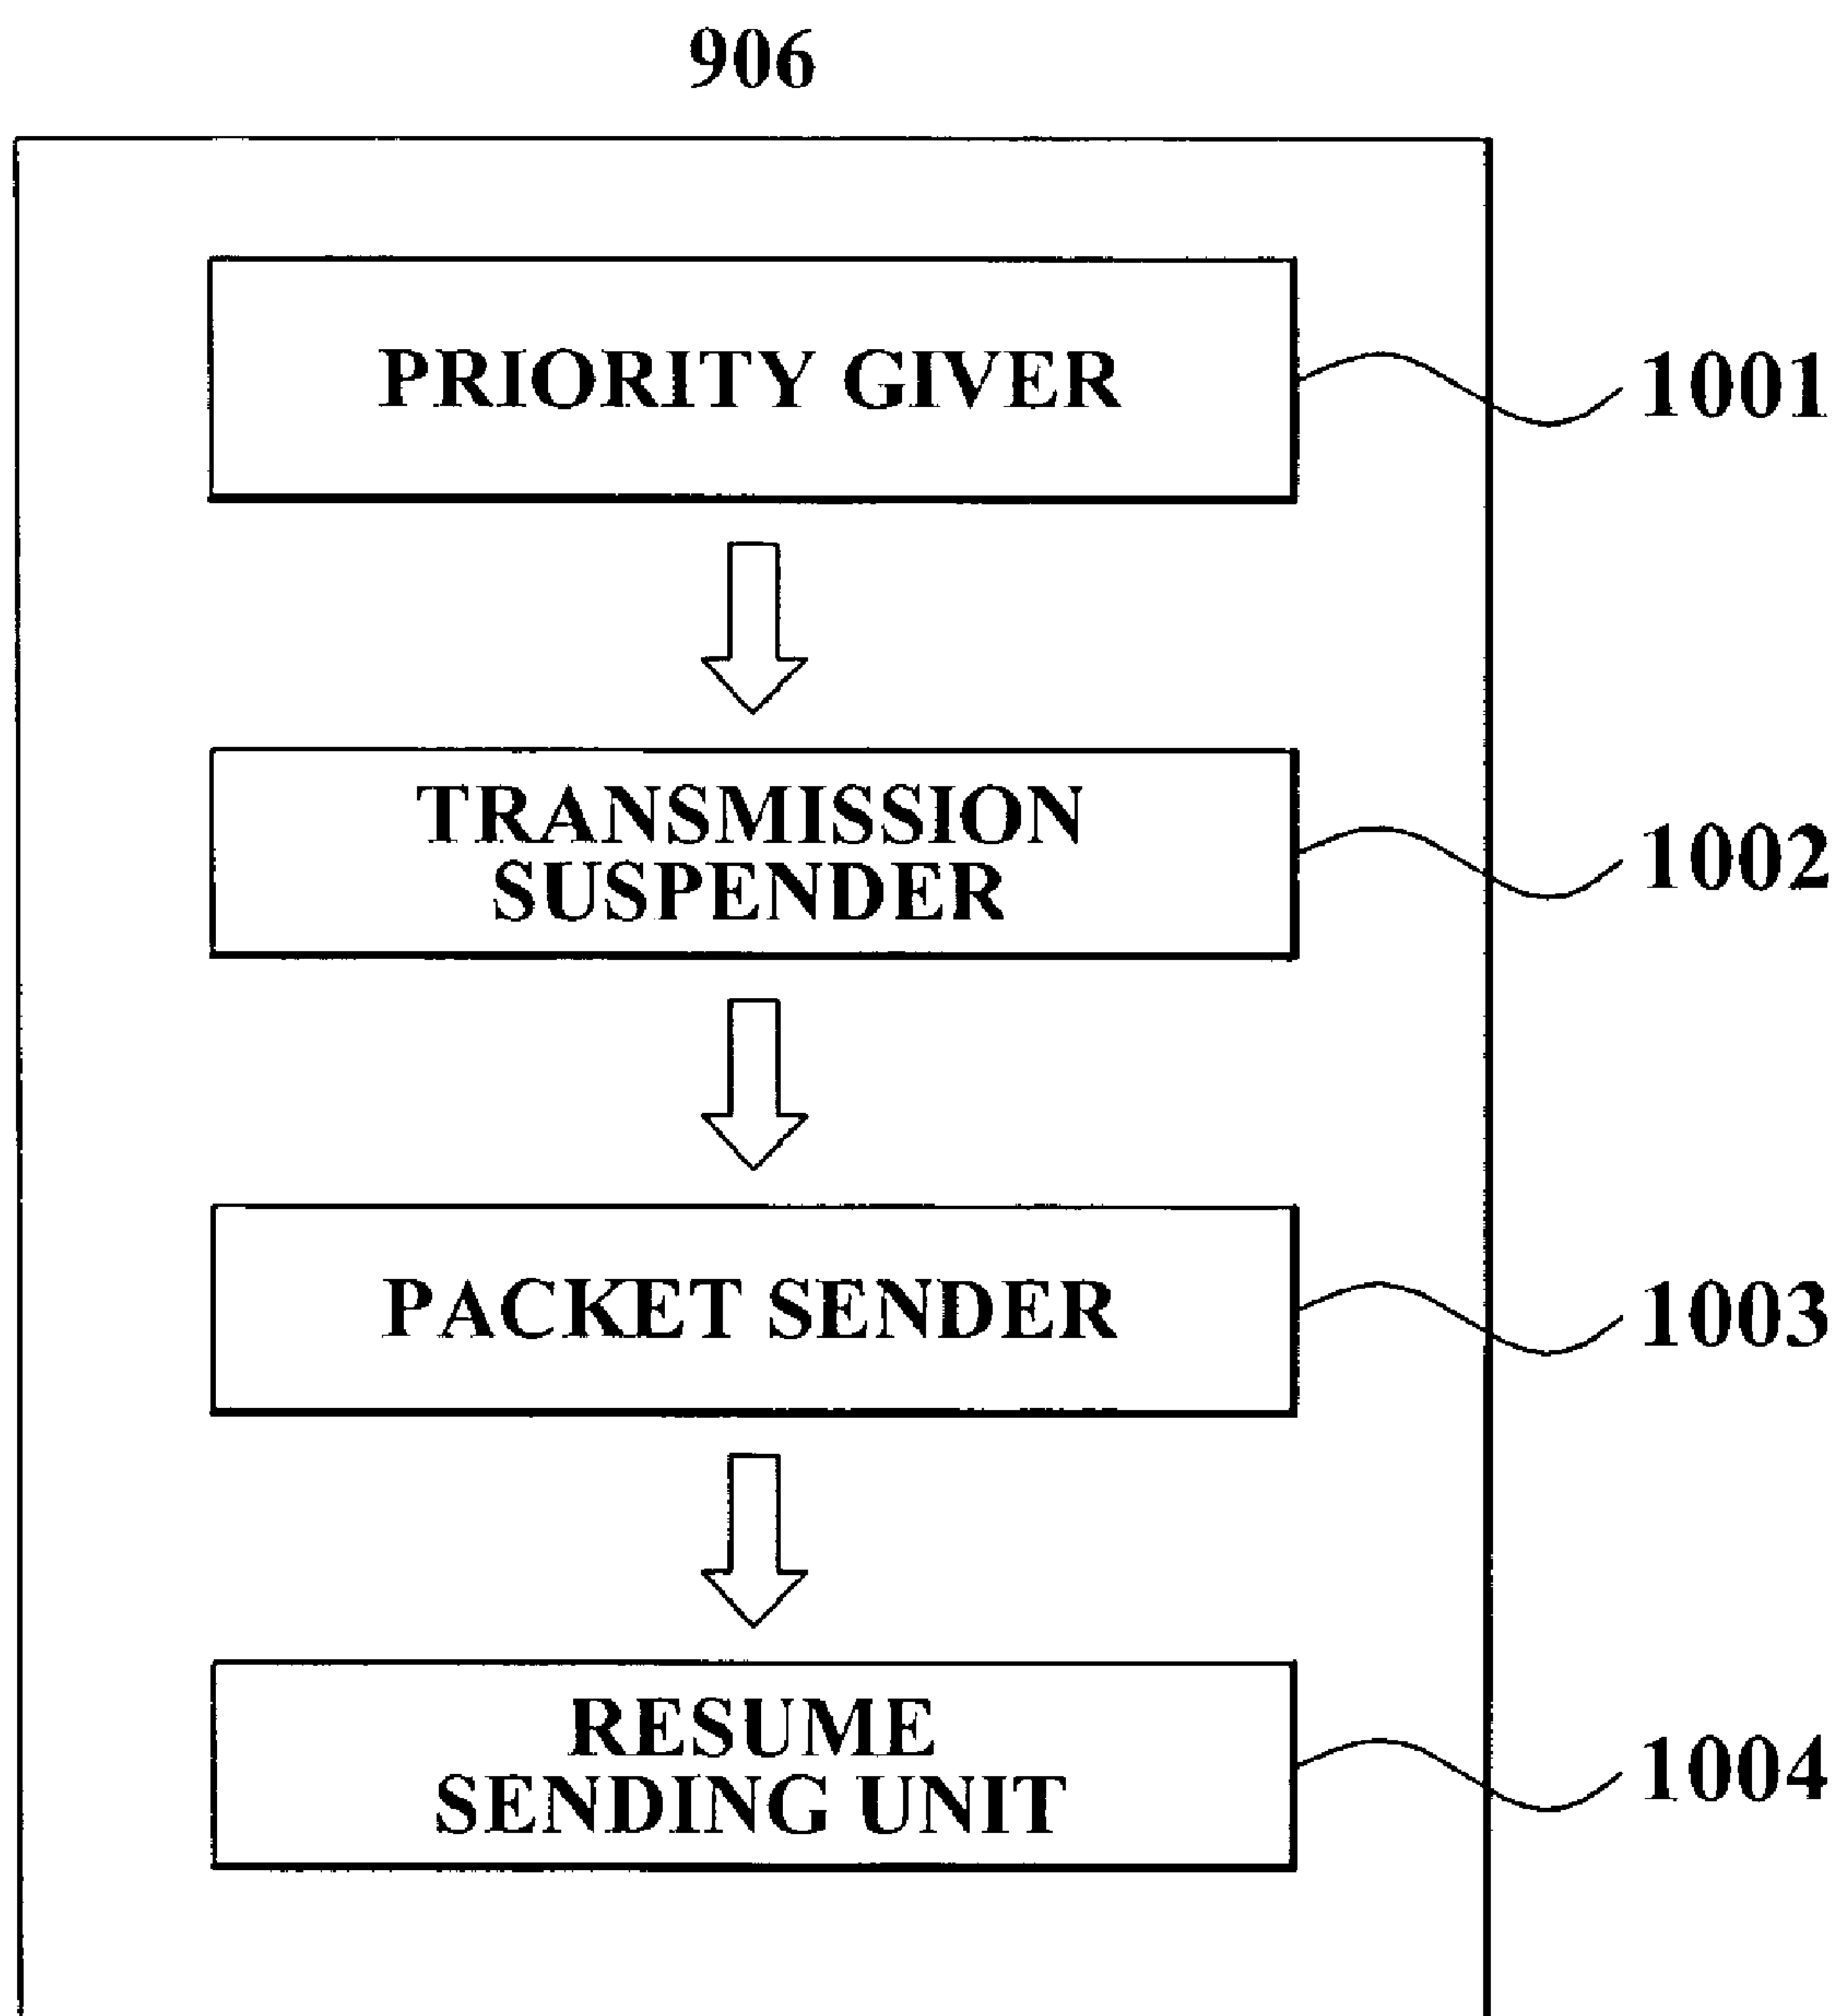 906
PRIORITY GIVER
1001
TRANSMISSION
SUSPENDER
1002
PACKET SENDER
1003
RESUME
SENDING UNIT
1004